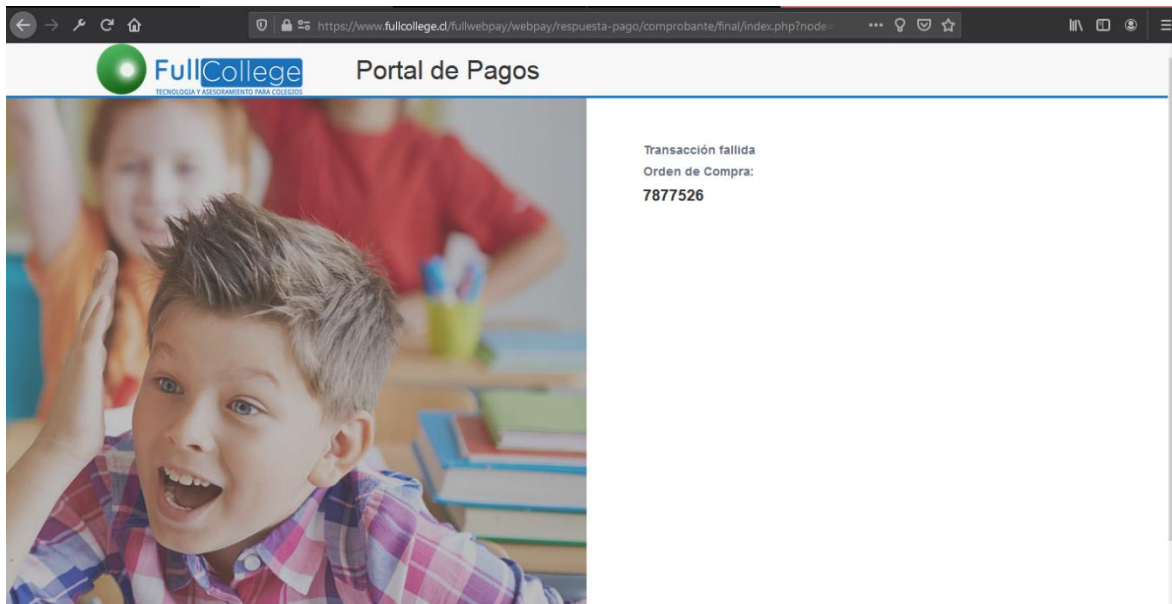 https://www.fullcollege.cl/fullwebpay/webpay/respuesta-pago/comprobante/final/index.php?node=
FullCollege
TECNOLOGIA Y ASESORAMIENTO PARA COLEGIOS
Portal de Pagos
Transacción fallida
Orden de Compra:
7877526